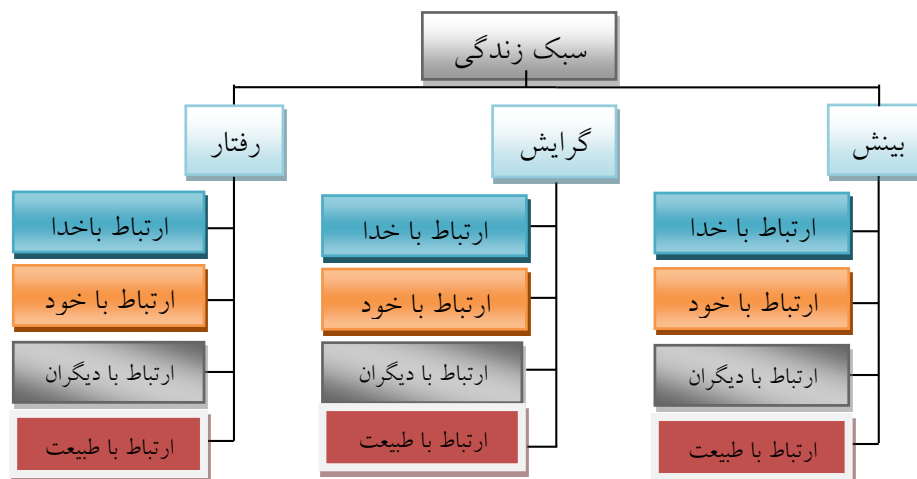 سبک زندگی
بینش
گرایش
رفتار
ارتباط با خدا
ارتباط با خود
ارتباط با دیگران
ارتباط با طبیعت
ارتباط با خدا
ارتباط با خود
ارتباط با دیگران
ارتباط با طبیعت
ارتباط باخدا
ارتباط با خود
ارتباط با دیگران
ارتباط با طبیعت